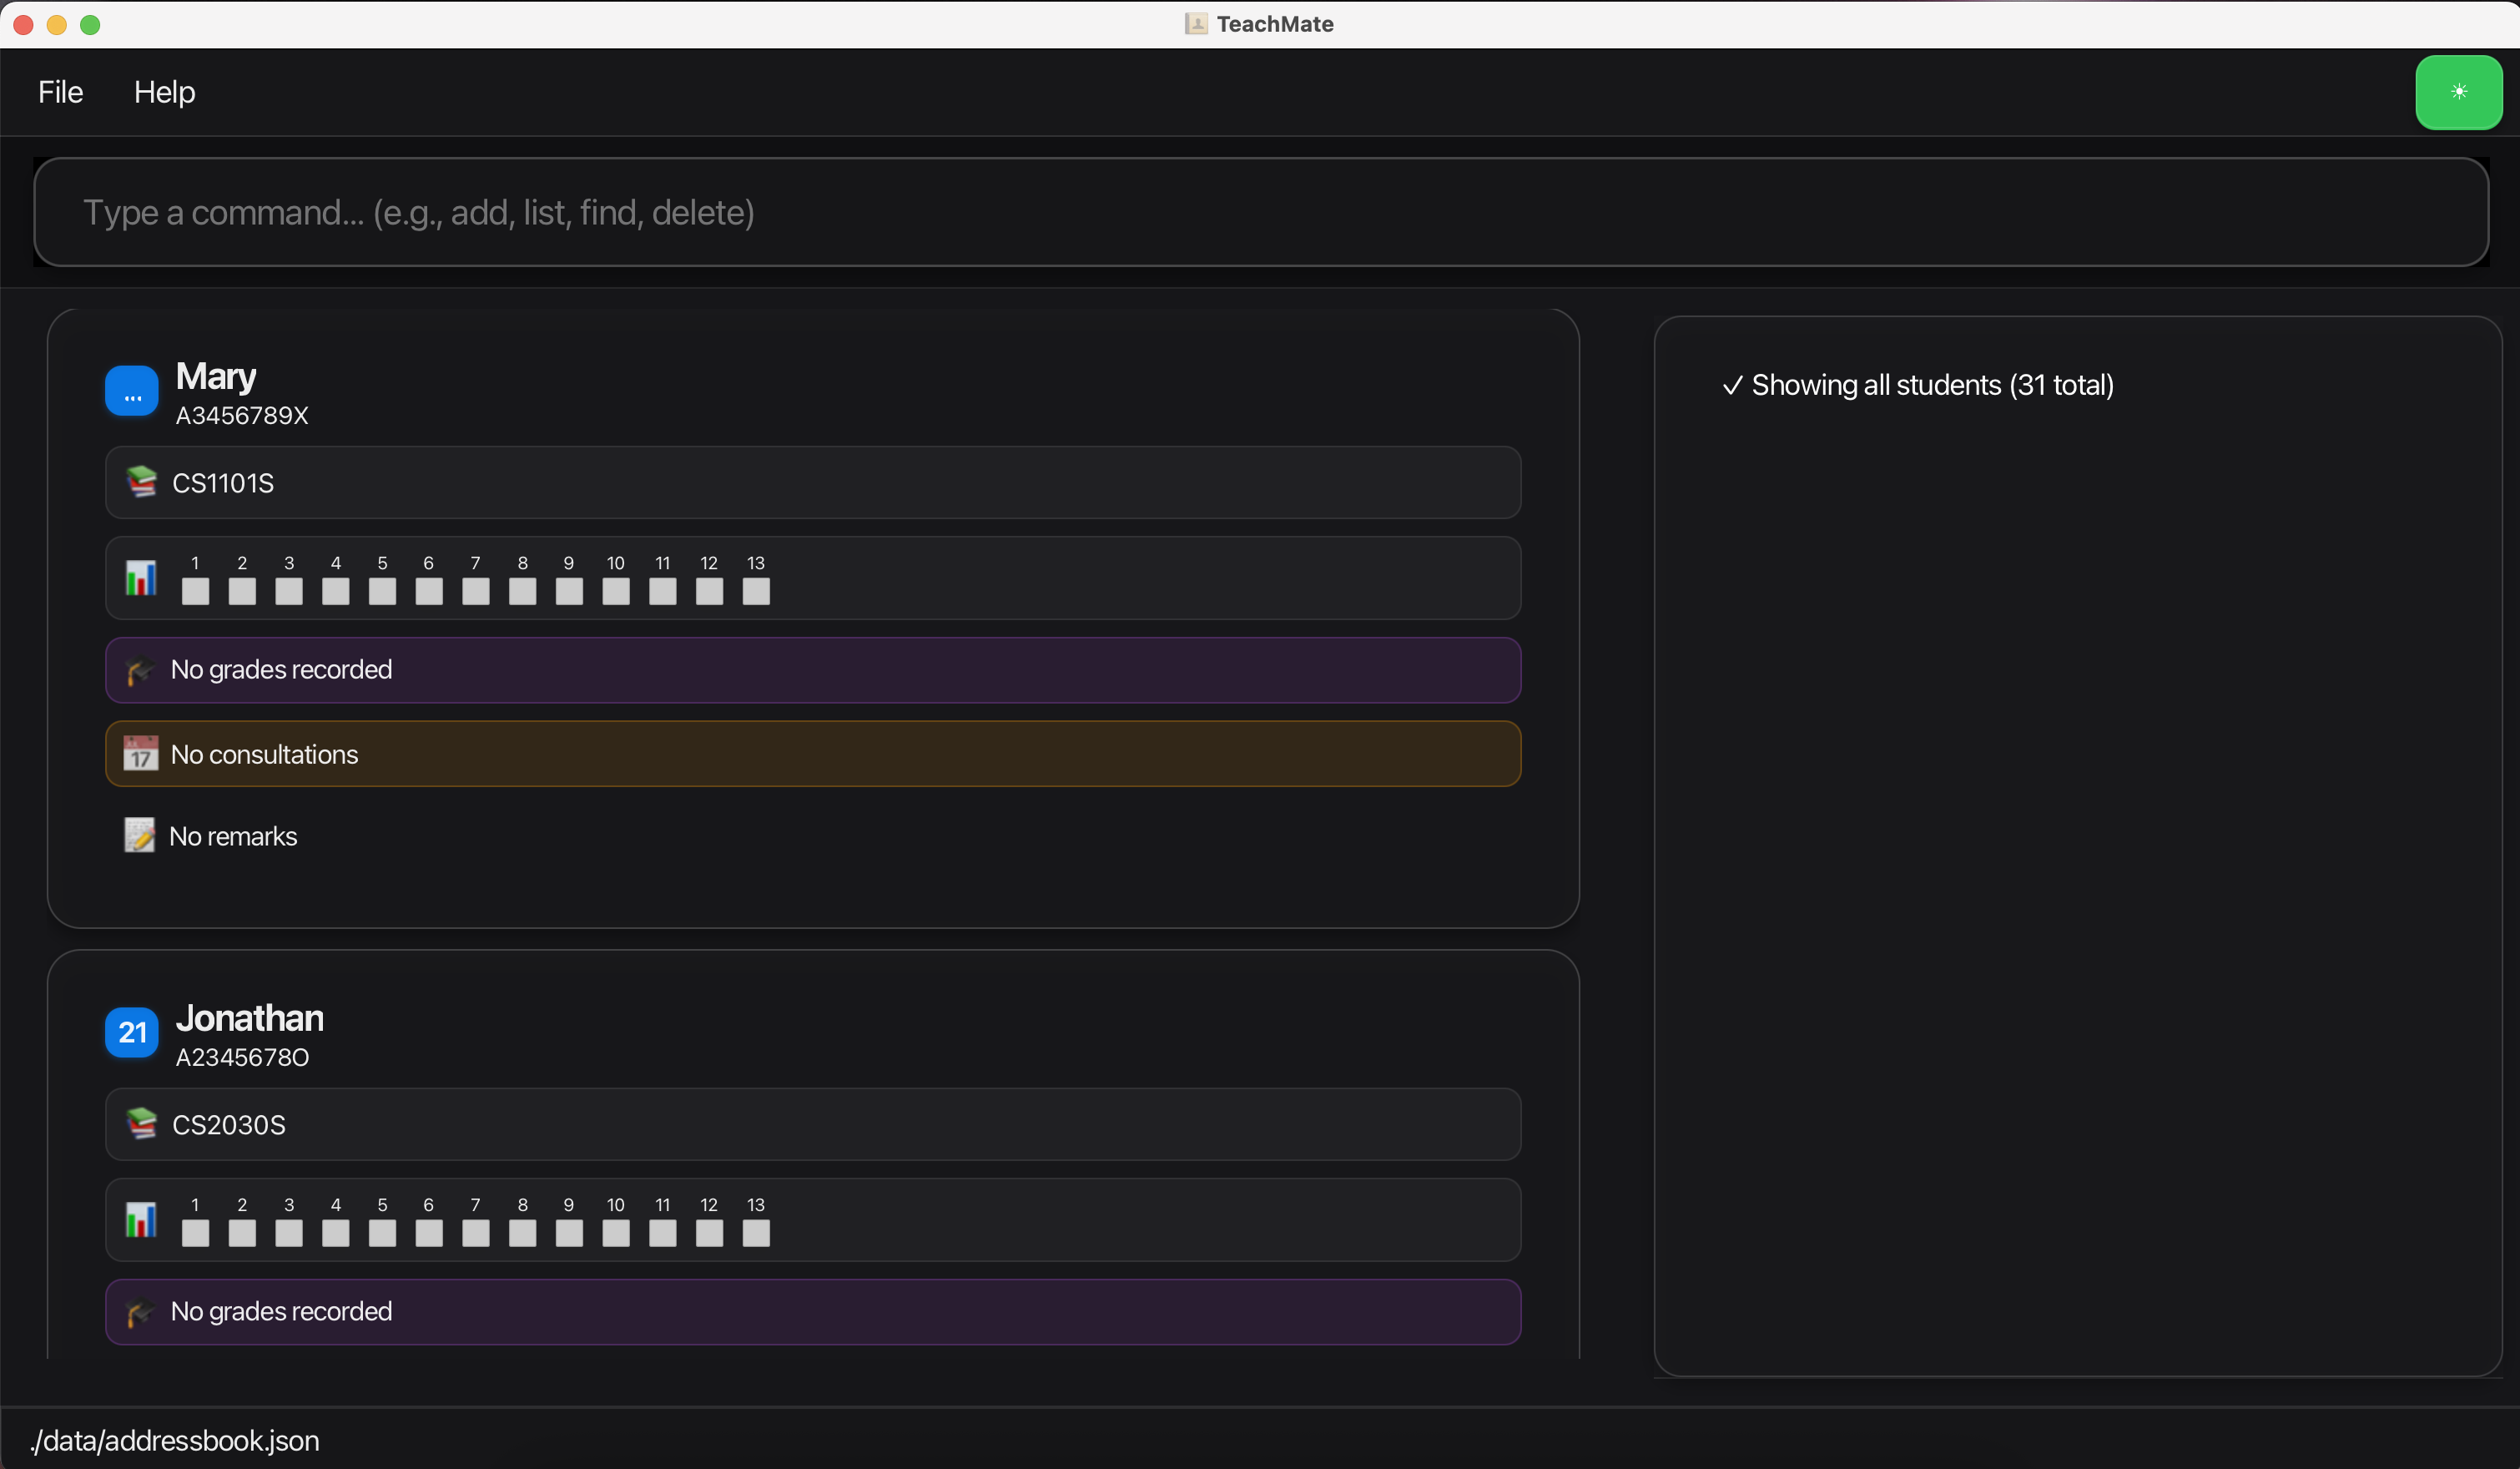 TeachMate
File Help
Type a command... (e.g., add, list, find, delete)
... Mary
A3456789X
CS1101S
1 2 3 4 5 6 7 8 9 10 11 12 13
No grades recorded
JUL 17 No consultations
No remarks
21 Jonathan
A2345678O
CS2030S
1 2 3 4 5 6 7 8 9 10 11 12 13
No grades recorded
✓ Showing all students (31 total)
./data/addressbook.json